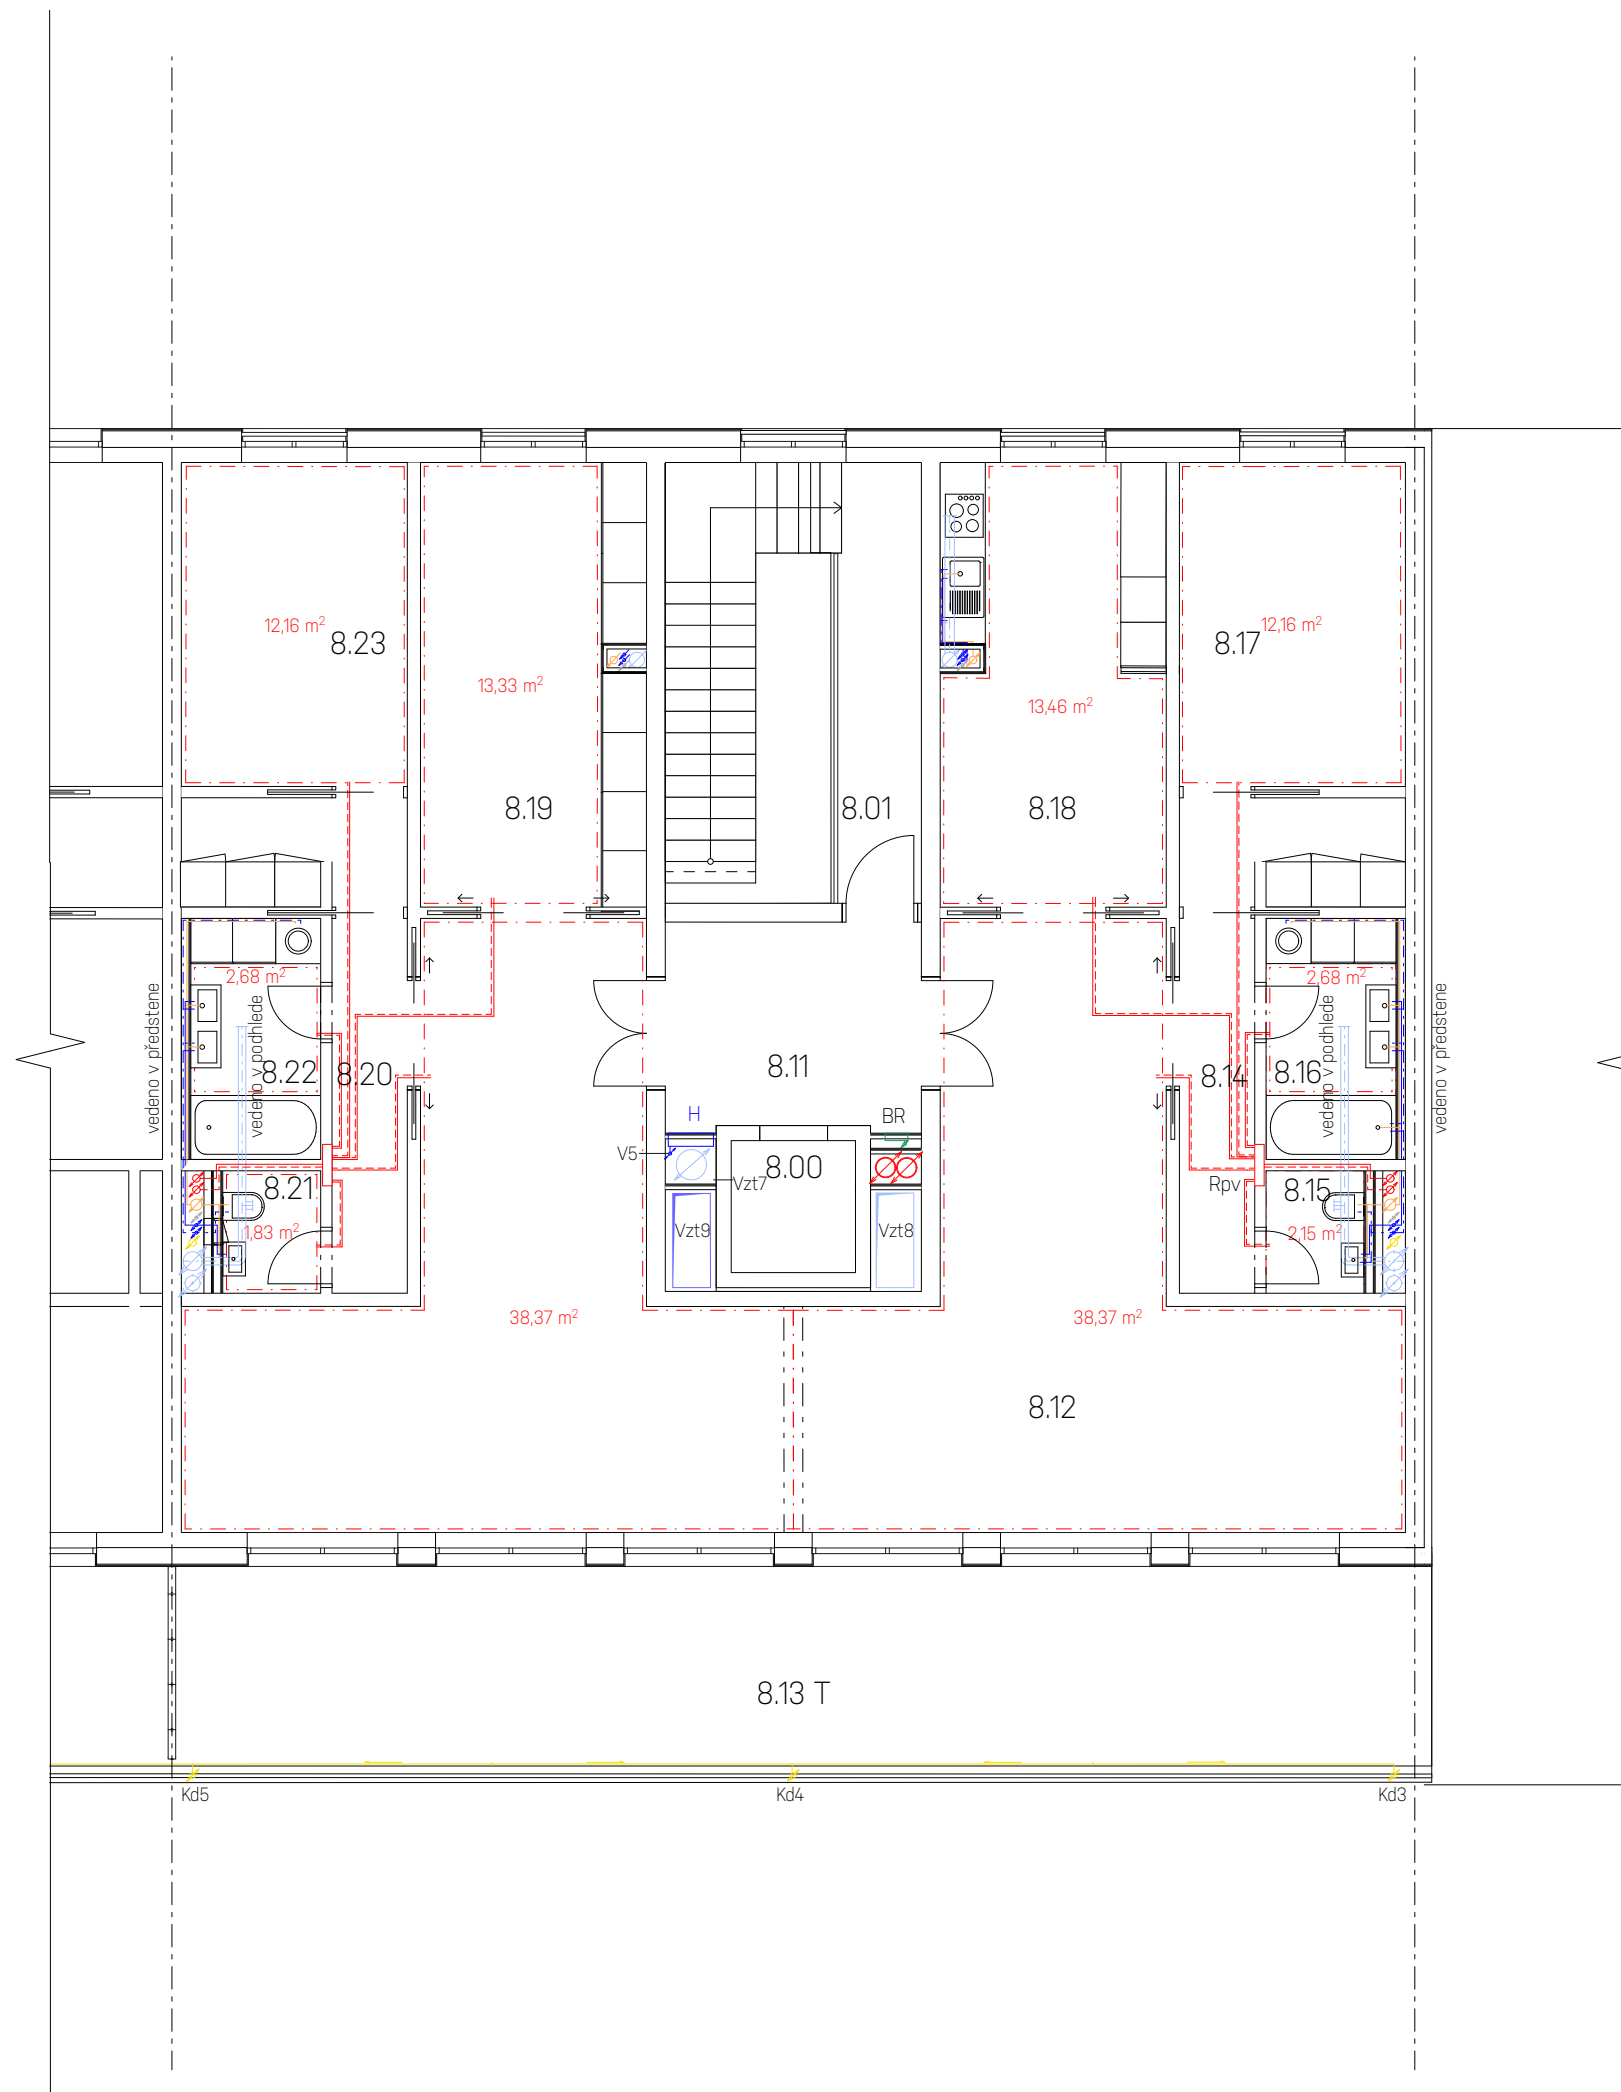 12,16 m²
8.23
13,33 m²
8.19
8.01
13,46 m²
8.18
8.17
12,16 m²
2,68 m²
vedeno v předstene
vedeno v podhlede
8.22
8.20
8.11
8.14
8.16
2,68 m²
vedeno v podhlede
vedeno v předstene
H
BR
V5
Vzt7
8.00
Vzt9
Vzt8
8.21
1,83 m²
Rpv
8.15
2,15 m²
38,37 m²
38,37 m²
8.12
8.13 T
Kd5
Kd4
Kd3